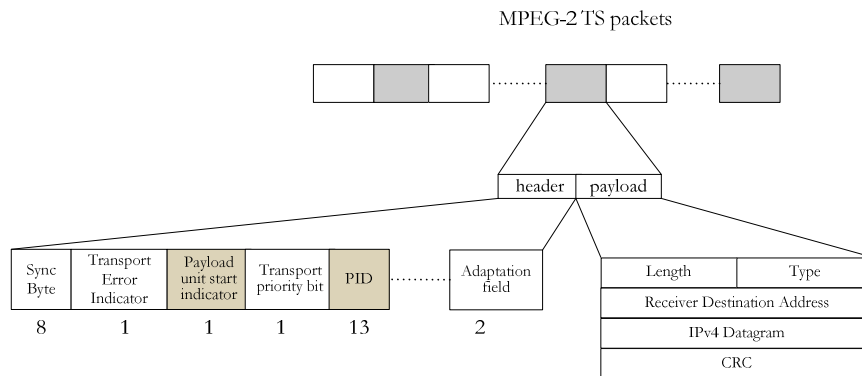 MPEG-2 TS packets
header payload
Sync
Byte
Transport
Error
Indicator
Payload
unit start
indicator
Transport
priority bit
PID
Adaptation
field
8 1 1 1 13 2
Length Type
Receiver Destination Address
IPv4 Datagram
CRC